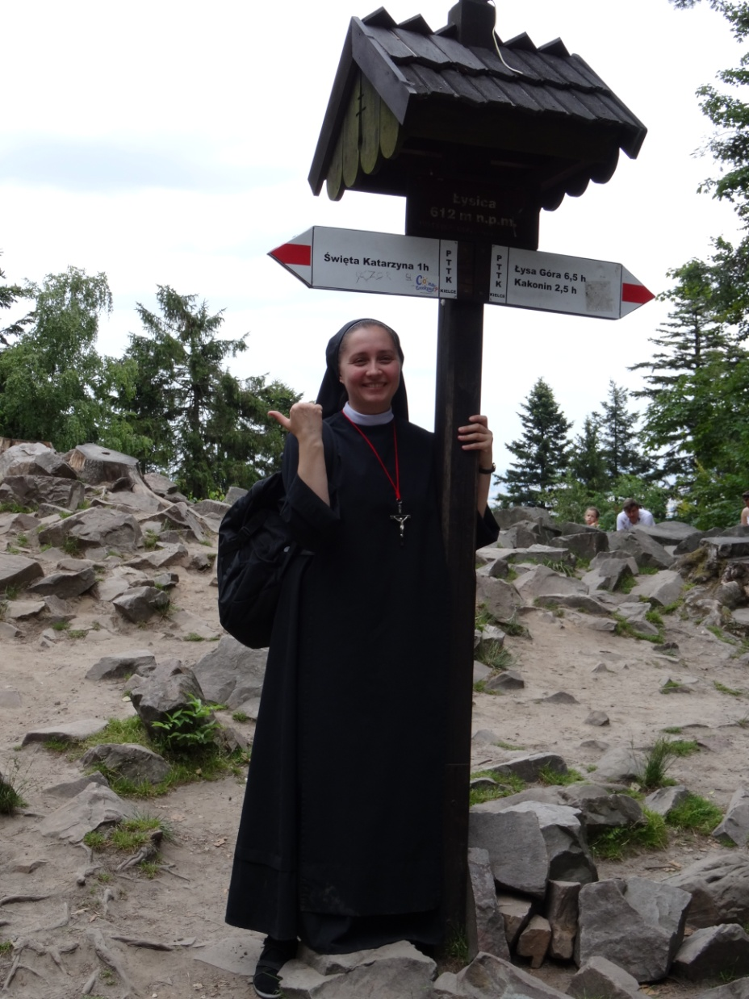 Łysica
612 m n.p.m.
Święta Katarzyna 1h
PTTK
KIELCE
PTTK
KIELCE
Łysa Góra 6,5 h
Kakonin 2,5 h